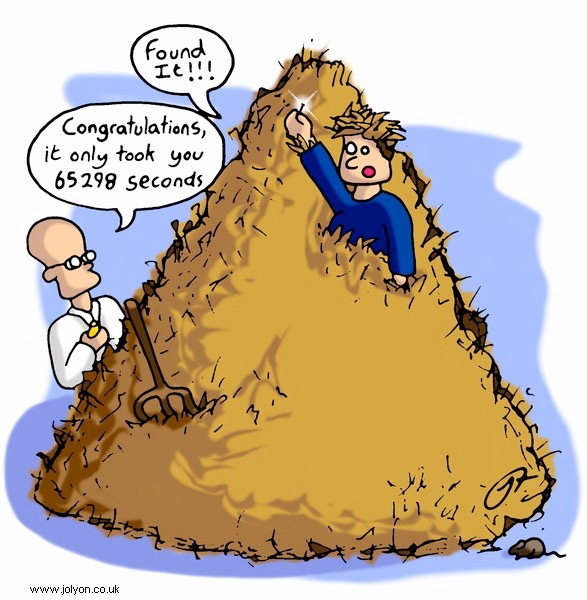 Found
It!!!
Congratulations,
it only took you
65298 seconds
www.jolyon.co.uk